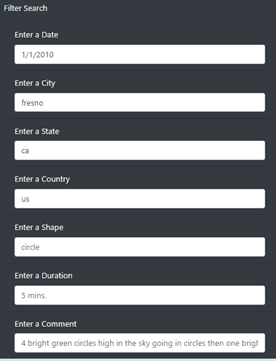 Filter Search
Enter a Date
1/1/2010
Enter a City
fresno
Enter a State
ca
Enter a Country
us
Enter a Shape
circle
Enter a Duration
5 mins.
Enter a Comment
4 bright green circles high in the sky going in circles then one brigh